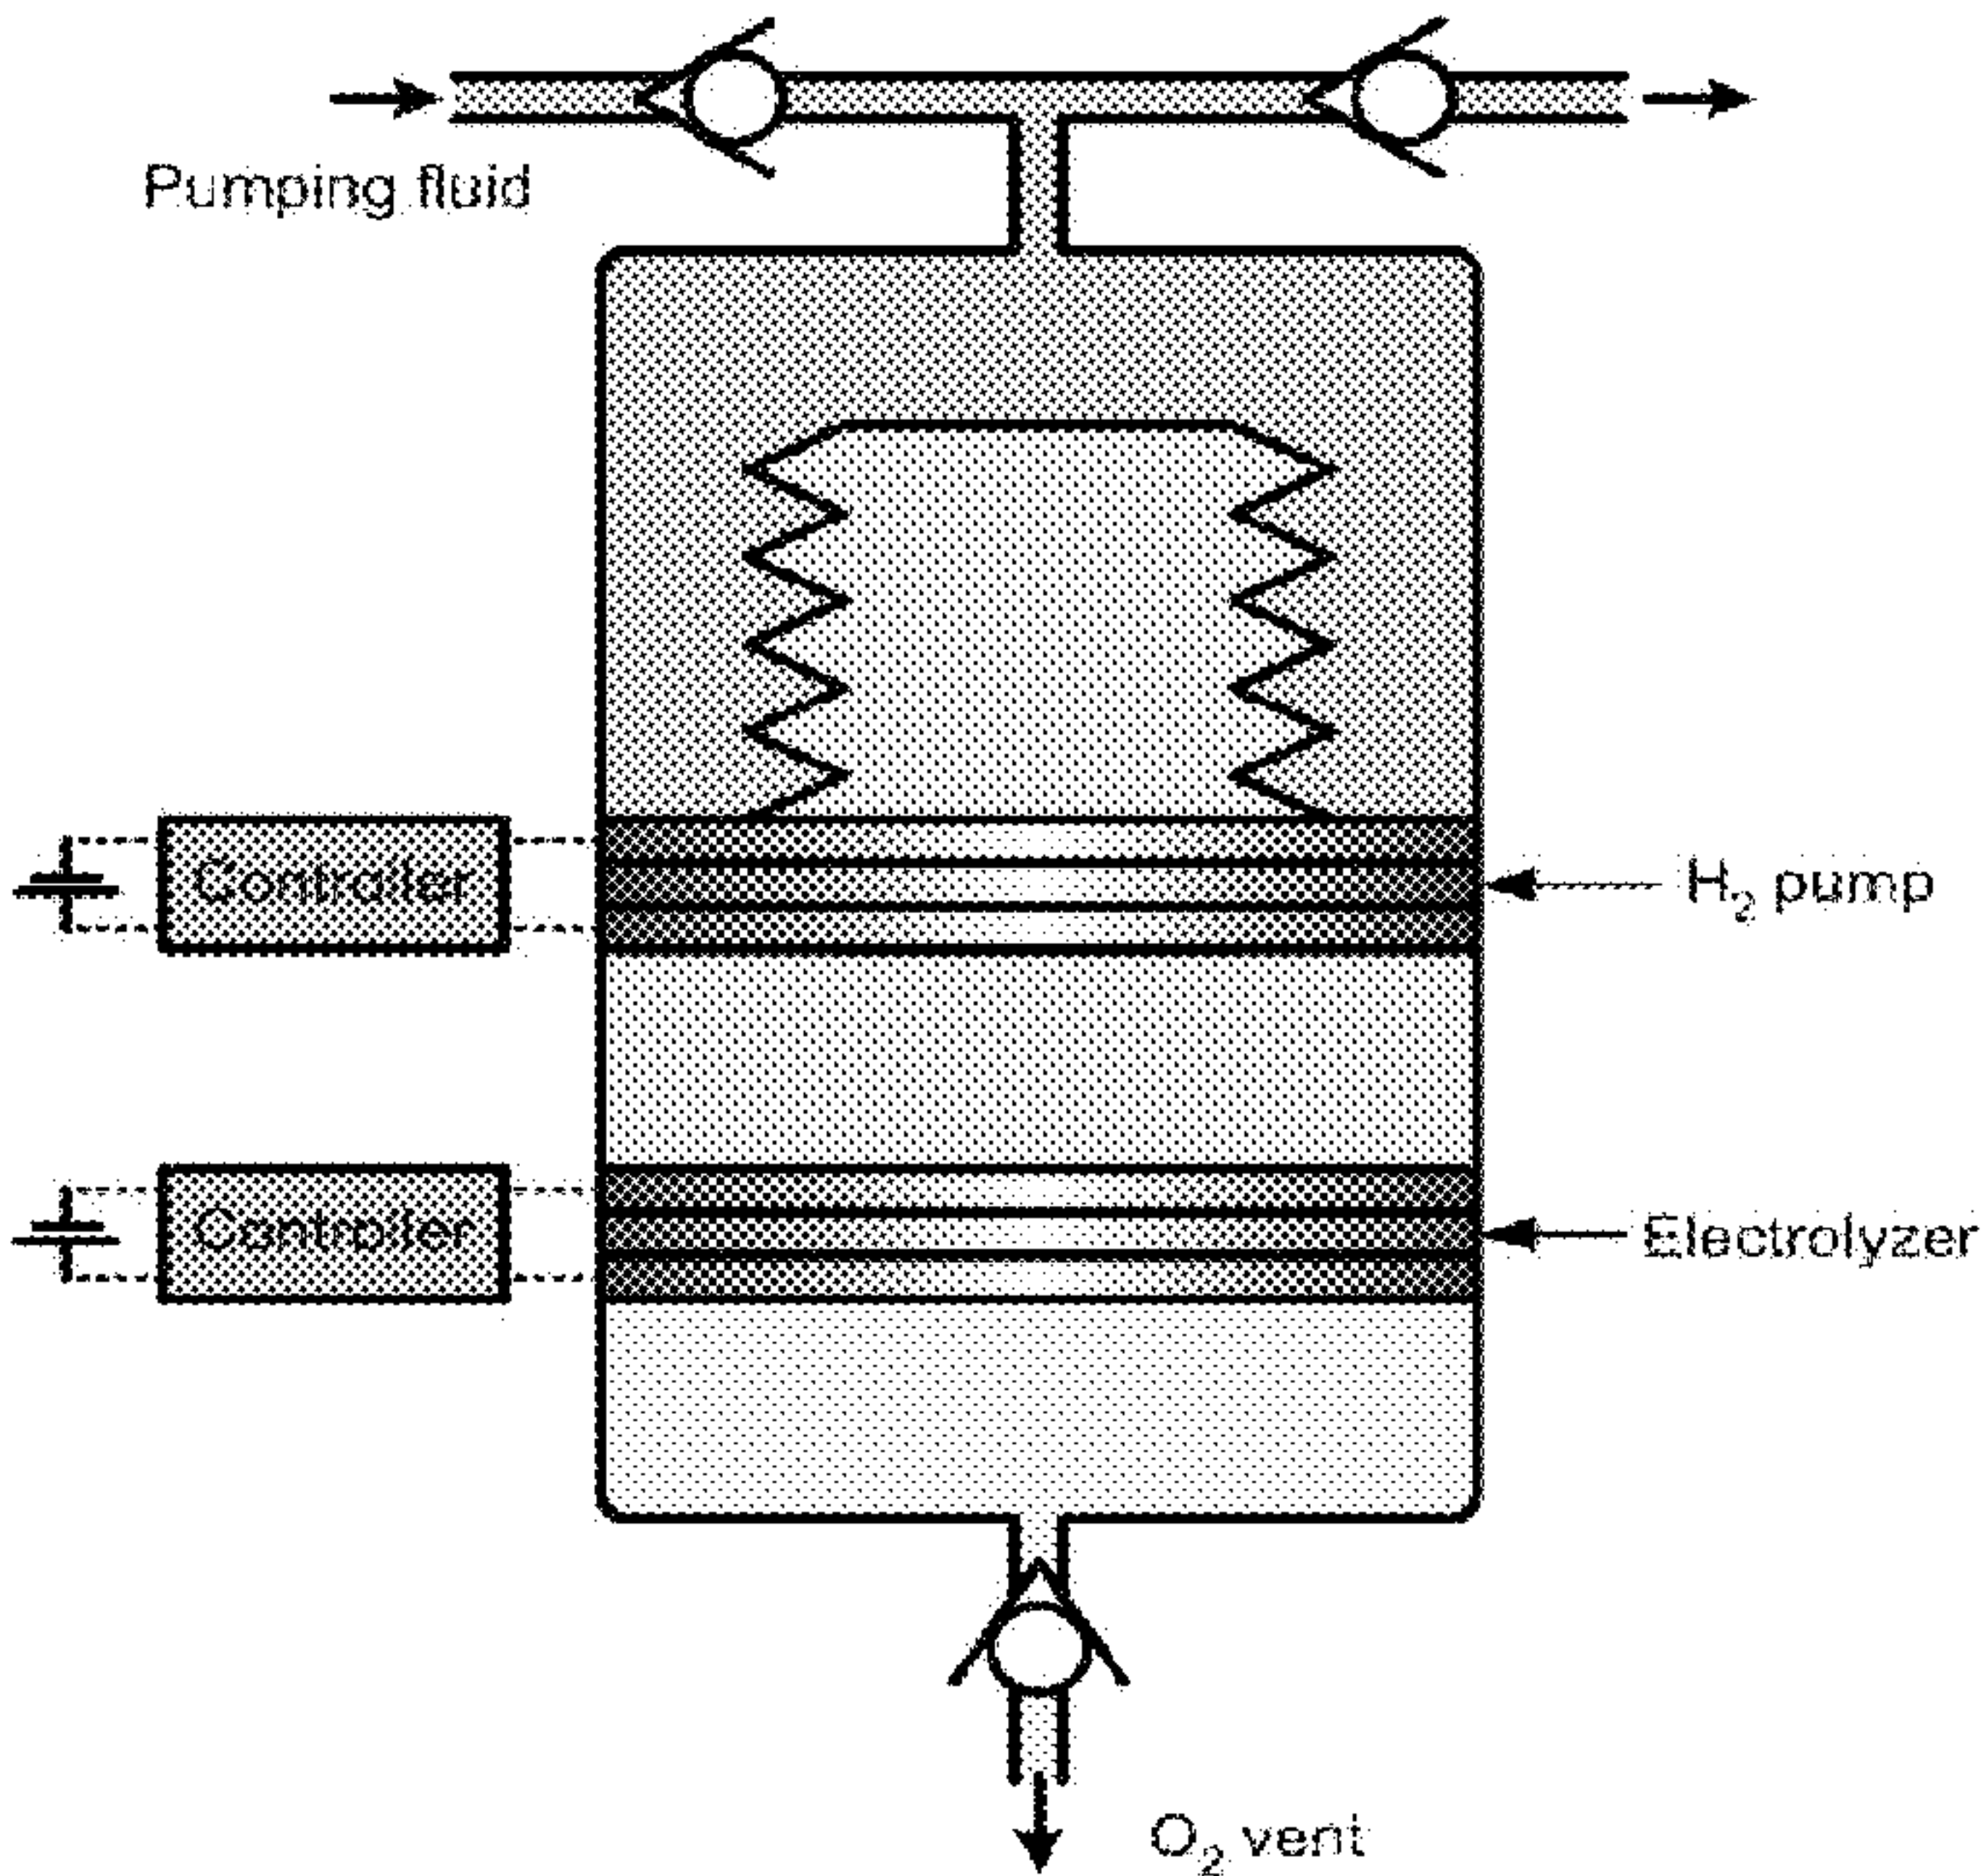 Pumping fluid
Controller
H₂ pump
Controller
Electrolyzer
O₂ vent